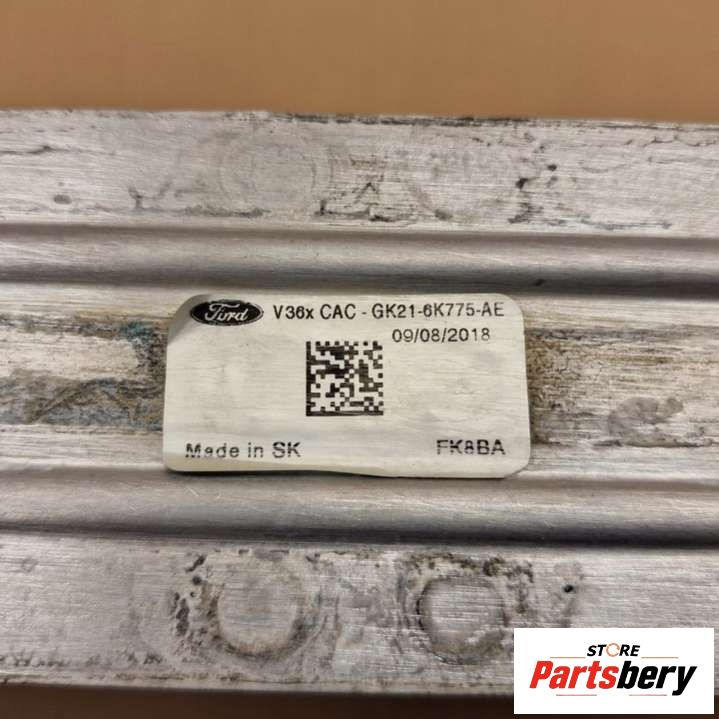 Ford V36x CAC - GK21-6K775-AE
09/08/2018
Made in SK FK8BA
STORE
Partsbery